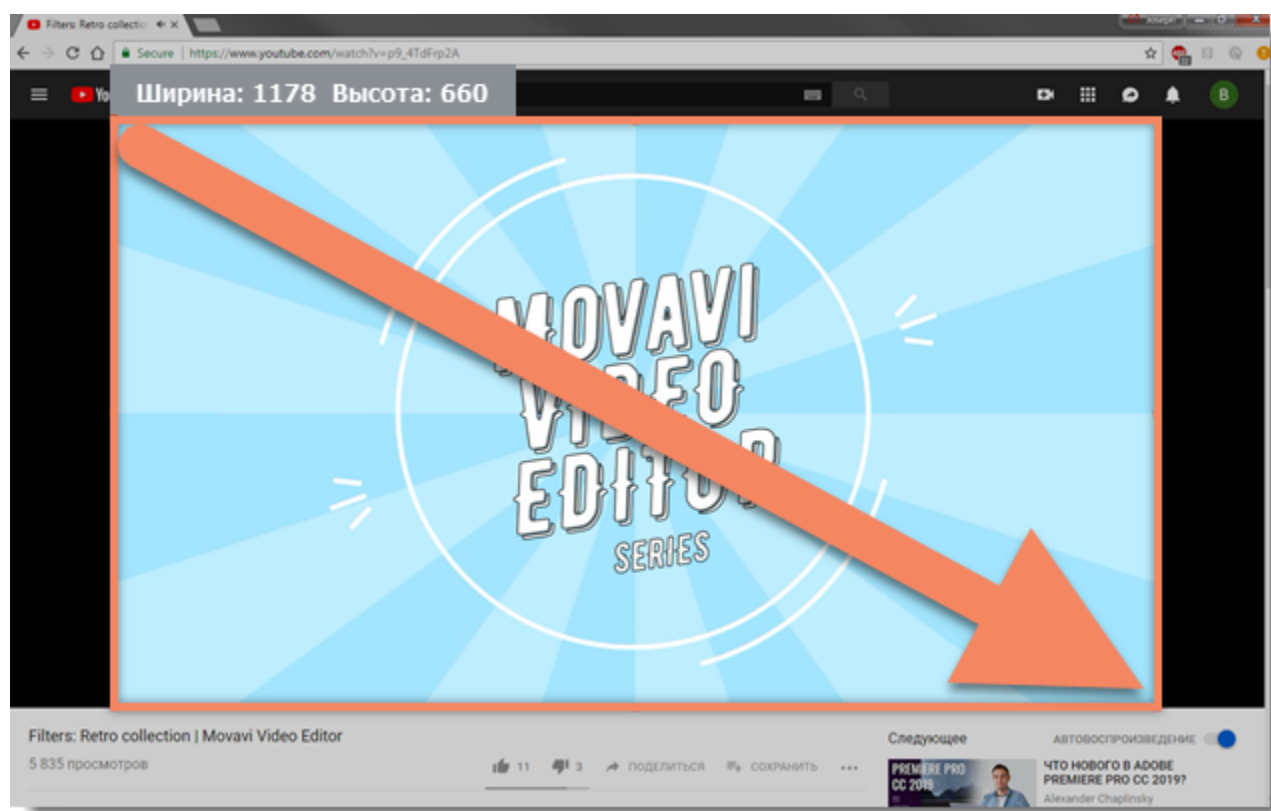 Filters: Retro collectio
Joseph
Secure | https://www.youtube.com/watch?v=p9_4TdFrp2A
Yo
B
Ширина: 1178 Высота: 660
MOVAVI
VIDEO
EDITOR
SERIES
Filters: Retro collection | Movavi Video Editor
5 835 просмотров
11 3 ПОДЕЛИТЬСЯ СОХРАНИТЬ
Следующее
АВТОВОСПРОИЗВЕДЕНИЕ
PREMIERE PRO
CC 2019
ЧТО НОВОГО В ADOBE
PREMIERE PRO CC 2019?
Alexander Chaplinsky